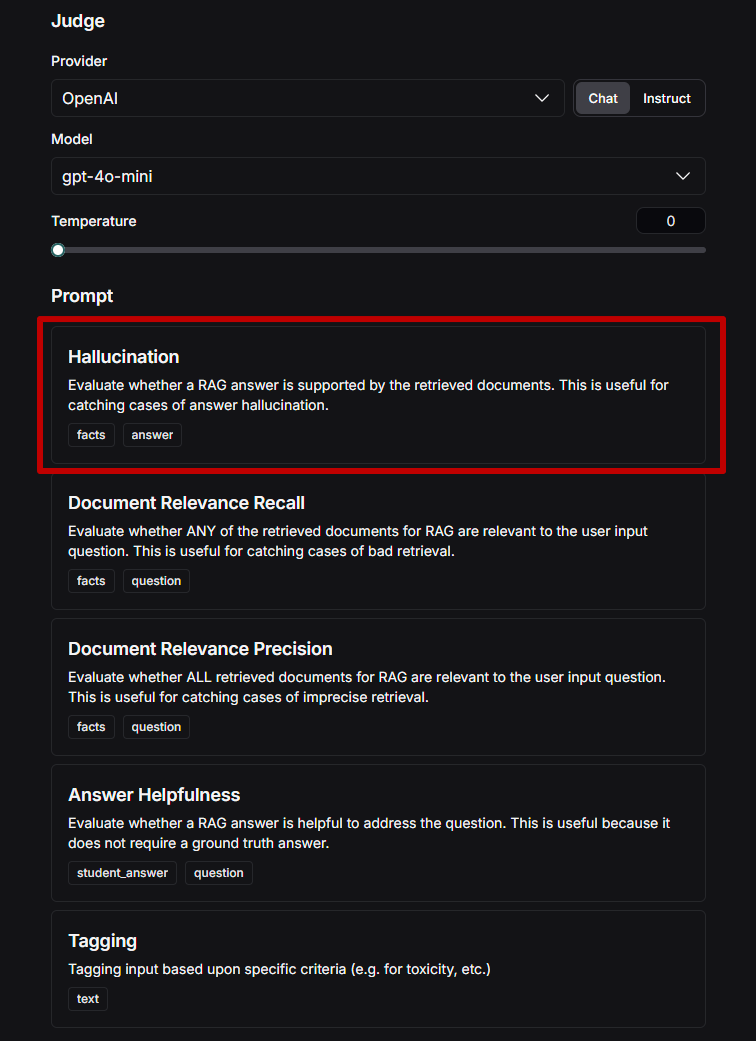 Judge
Provider
OpenAI
Chat
Instruct
Model
gpt-4o-mini
Temperature
0
Prompt
Hallucination
Evaluate whether a RAG answer is supported by the retrieved documents. This is useful for
catching cases of answer hallucination.
facts
answer
Document Relevance Recall
Evaluate whether ANY of the retrieved documents for RAG are relevant to the user input
question. This is useful for catching cases of bad retrieval.
facts
question
Document Relevance Precision
Evaluate whether ALL retrieved documents for RAG are relevant to the user input question.
This is useful for catching cases of imprecise retrieval.
facts
question
Answer Helpfulness
Evaluate whether a RAG answer is helpful to address the question. This is useful because it
does not require a ground truth answer.
student_answer
question
Tagging
Tagging input based upon specific criteria (e.g. for toxicity, etc.)
text